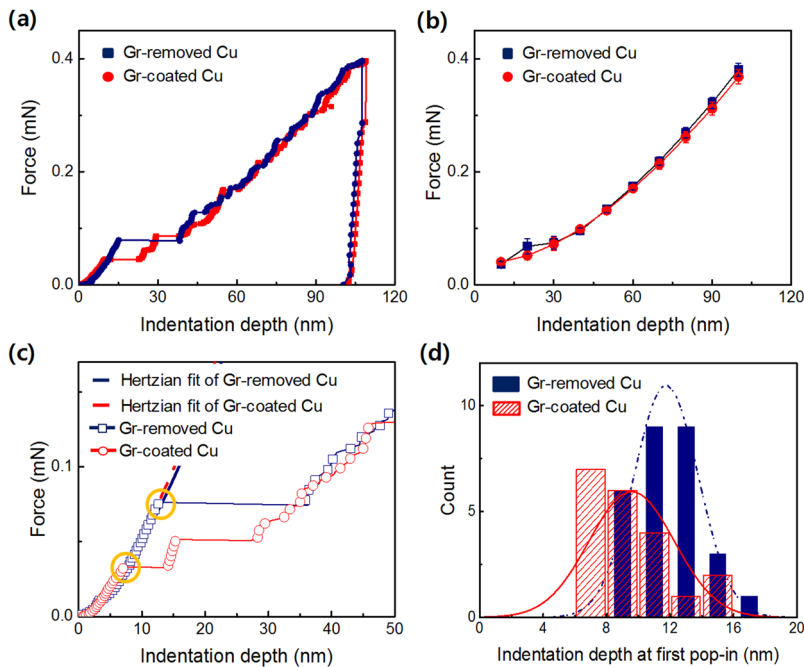 (a)
Gr-removed Cu
Gr-coated Cu
0.4
0.2
0.0
Force (mN)
0 30 60 90 120
Indentation depth (nm)
(b)
Gr-removed Cu
Gr-coated Cu
0.4
0.2
0.0
Force (mN)
0 30 60 90 120
Indentation depth (nm)
(c)
Hertzian fit of Gr-removed Cu
Hertzian fit of Gr-coated Cu
Gr-removed Cu
Gr-coated Cu
0.1
0.0
Force (mN)
0 10 20 30 40 50
Indentation depth (nm)
(d)
Gr-removed Cu
Gr-coated Cu
10
5
0
Count
0 4 8 12 16 20
Indentation depth at first pop-in (nm)